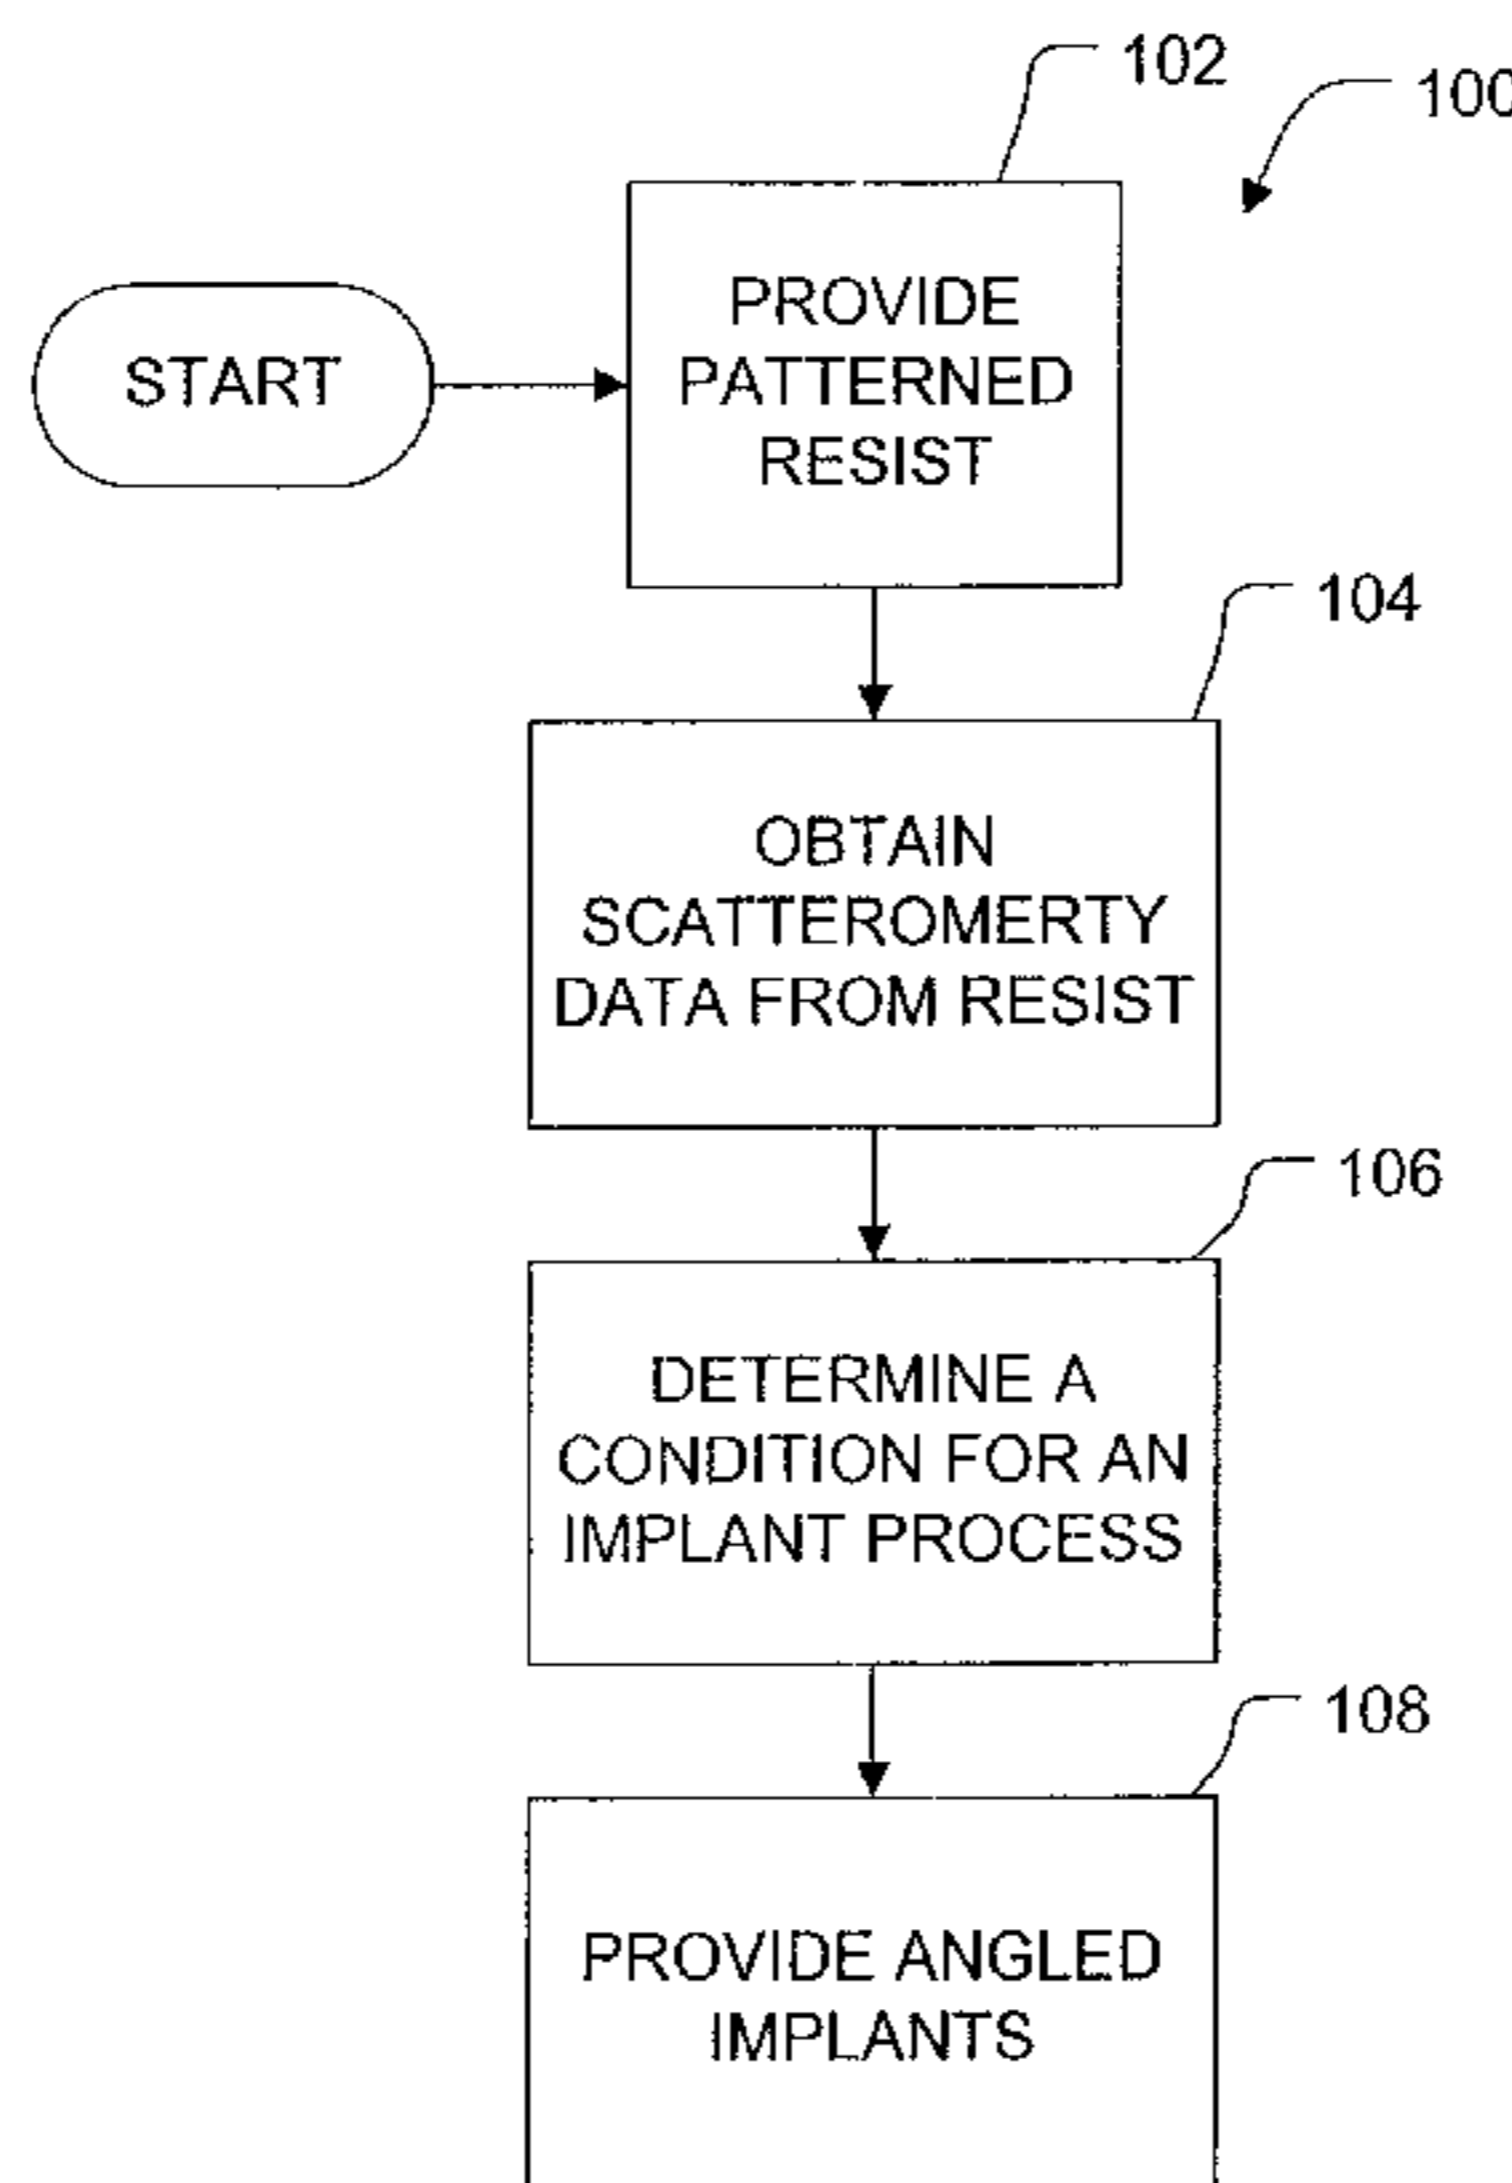 102
100
START
PROVIDE
PATTERNED
RESIST
104
OBTAIN
SCATTEROMERTY
DATA FROM RESIST
106
DETERMINE A
CONDITION FOR AN
IMPLANT PROCESS
108
PROVIDE ANGLED
IMPLANTS